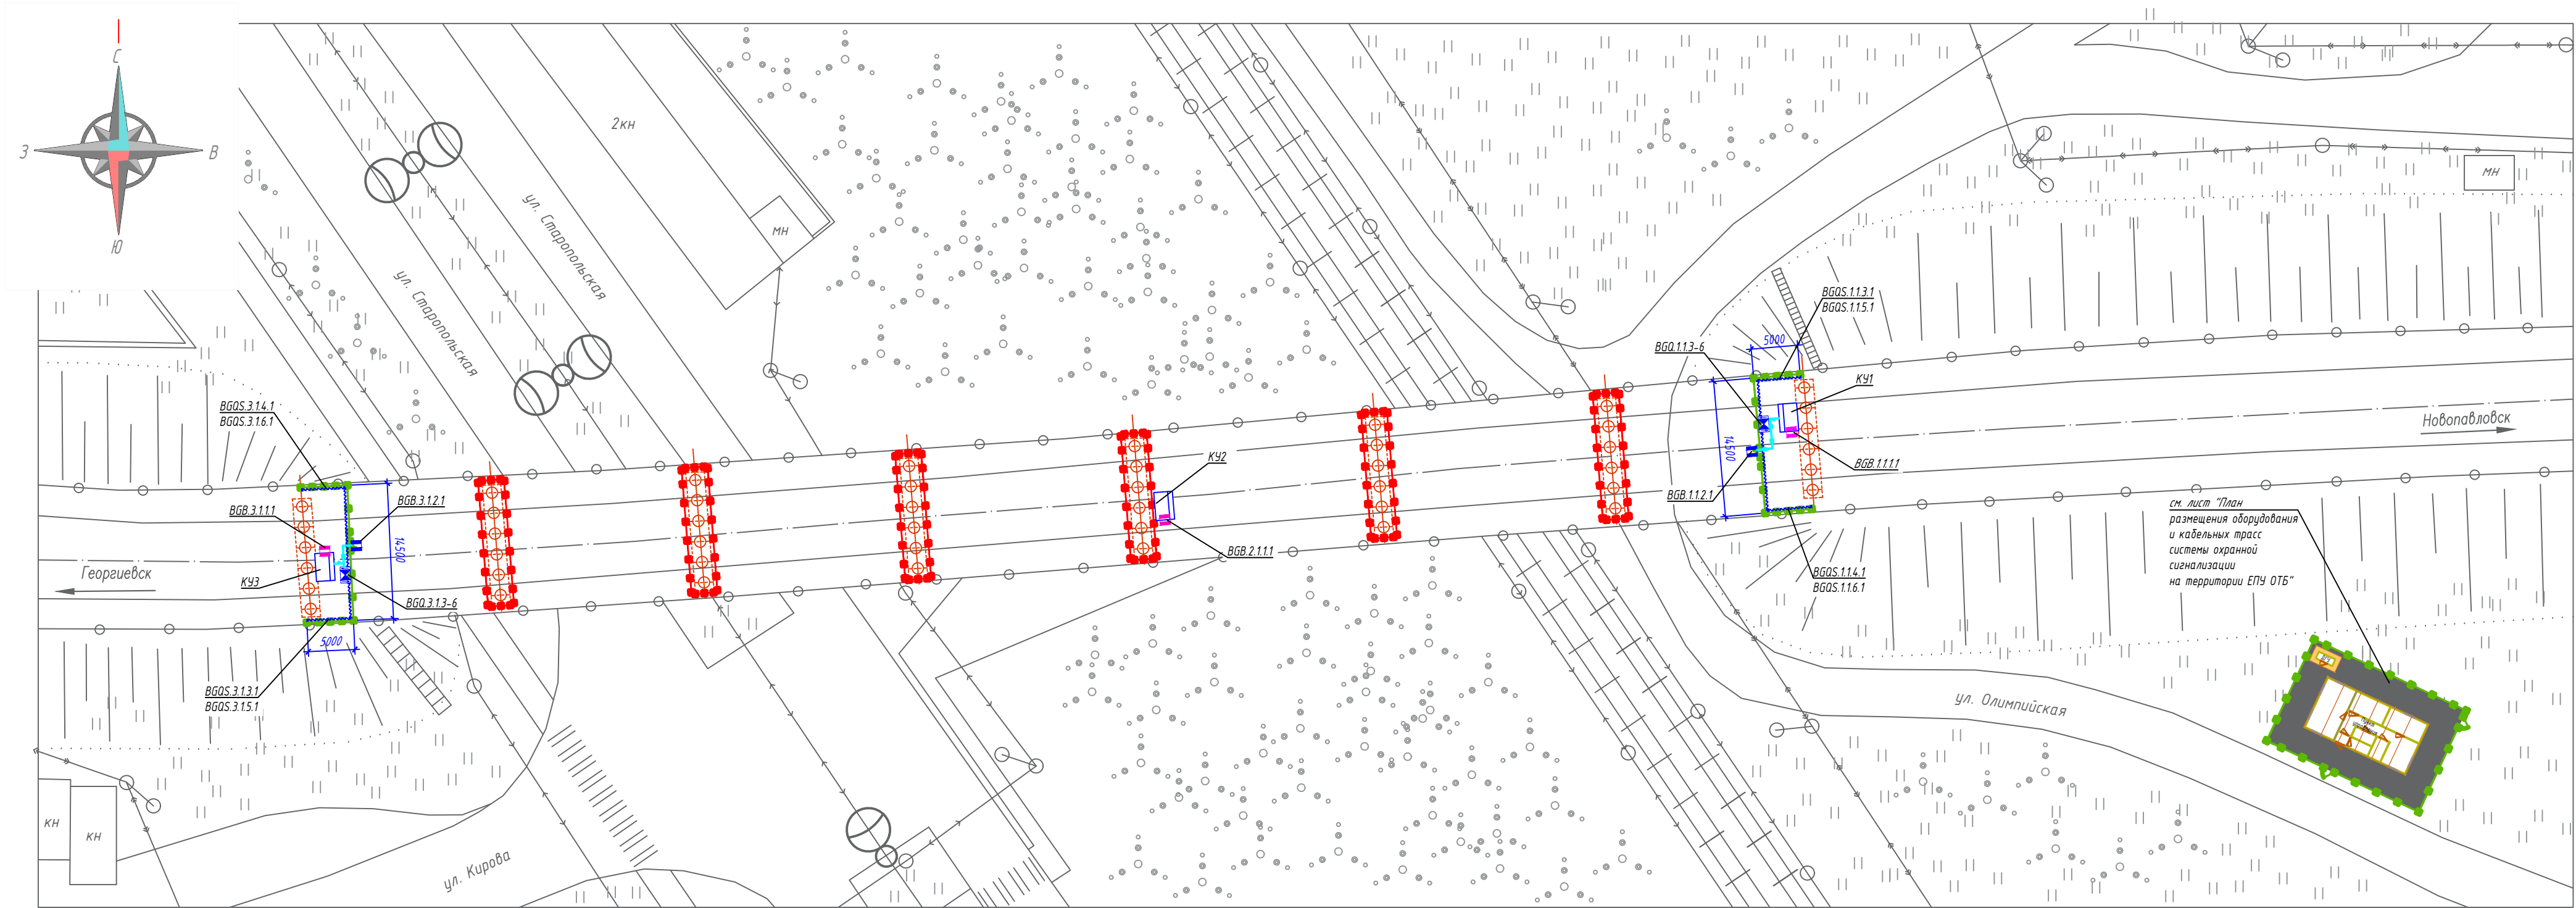 С
З
В
Ю
2кн
ул. Старопольская
ул. Старопольская
мн
мн
BGQS.1.1.3.1
BGQS.1.1.5.1
BGQ.1.1.3-6
5000
КУ1
14500
BGB.1.1.1.1
BGB.1.1.2.1
Новопавловск
BGQS.3.1.4.1
BGQS.3.1.6.1
BGB.3.1.1.1
BGB.3.1.2.1
14500
КУ2
BGB.2.1.1.1
Георгиевск
КУ3
BGQ.3.1.3-6
5000
BGQS.3.1.3.1
BGQS.3.1.5.1
BGQS.1.1.4.1
BGQS.1.1.6.1
см. лист "План
размещения оборудования
и кабельных трасс
системы охранной
сигнализации
на территории ЕПУ ОТБ"
ул. Олимпийская
кн
кн
ул. Кирова